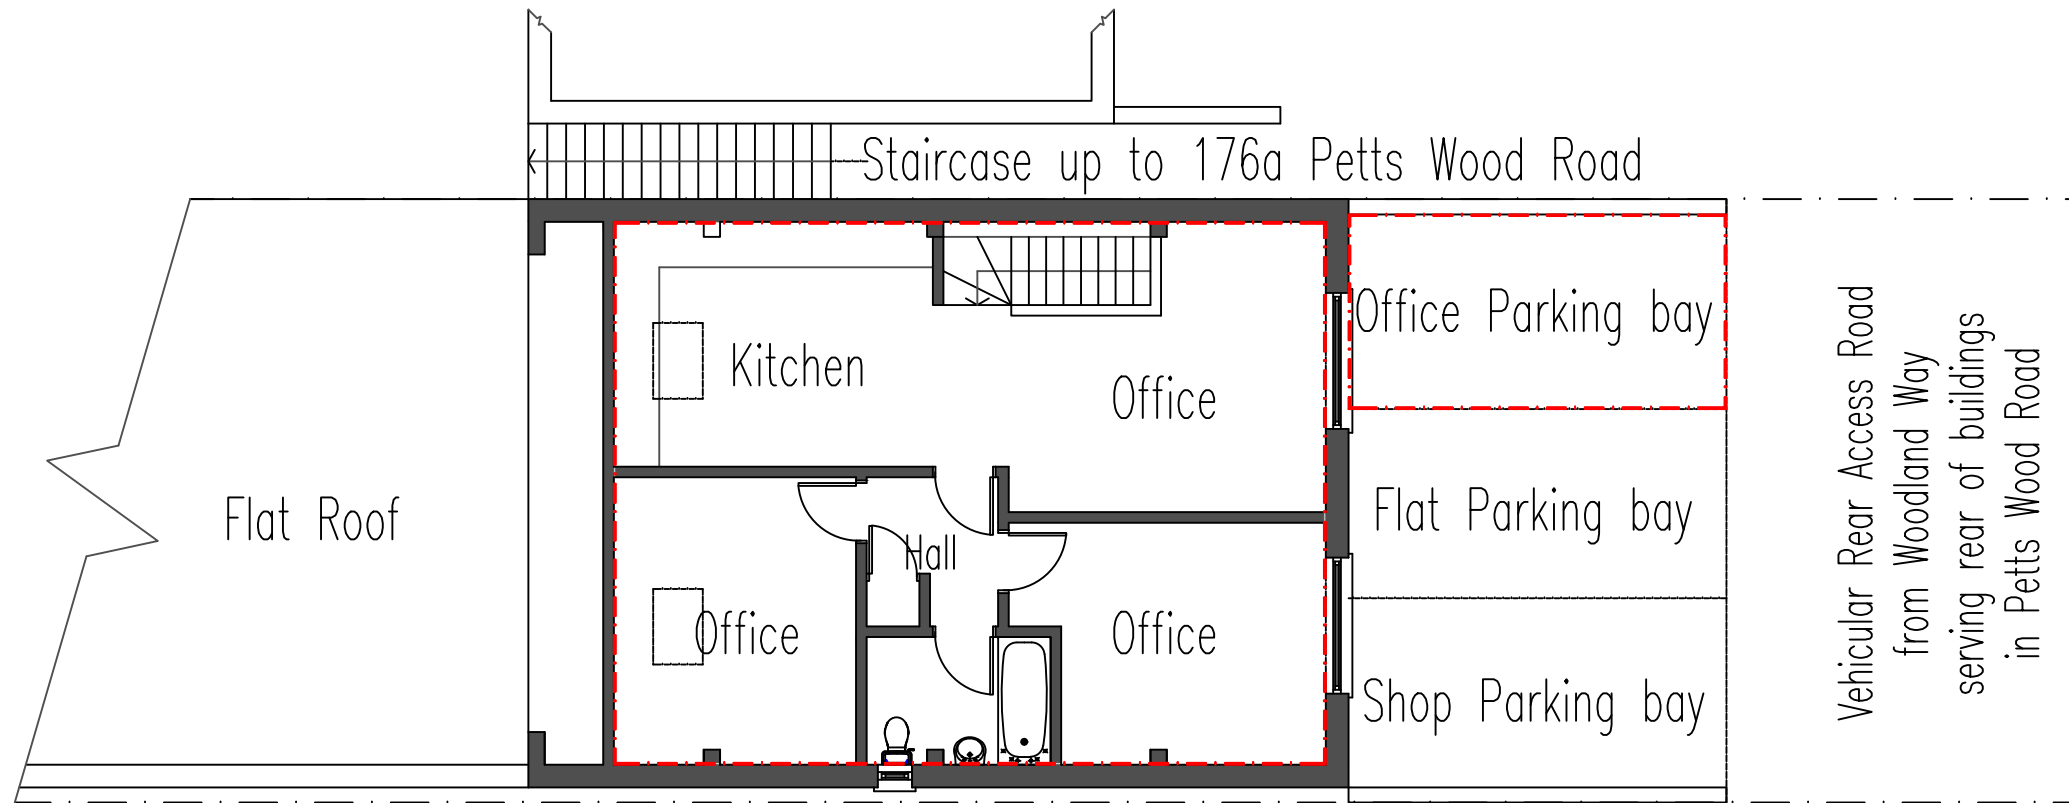 Staircase up to 176a Petts Wood Road
Office Parking bay
Kitchen
Office
Flat Roof
Flat Parking bay
Hall
Office
Office
Shop Parking bay
Vehicular Rear Access Road
from Woodland Way
serving rear of buildings
in Petts Wood Road